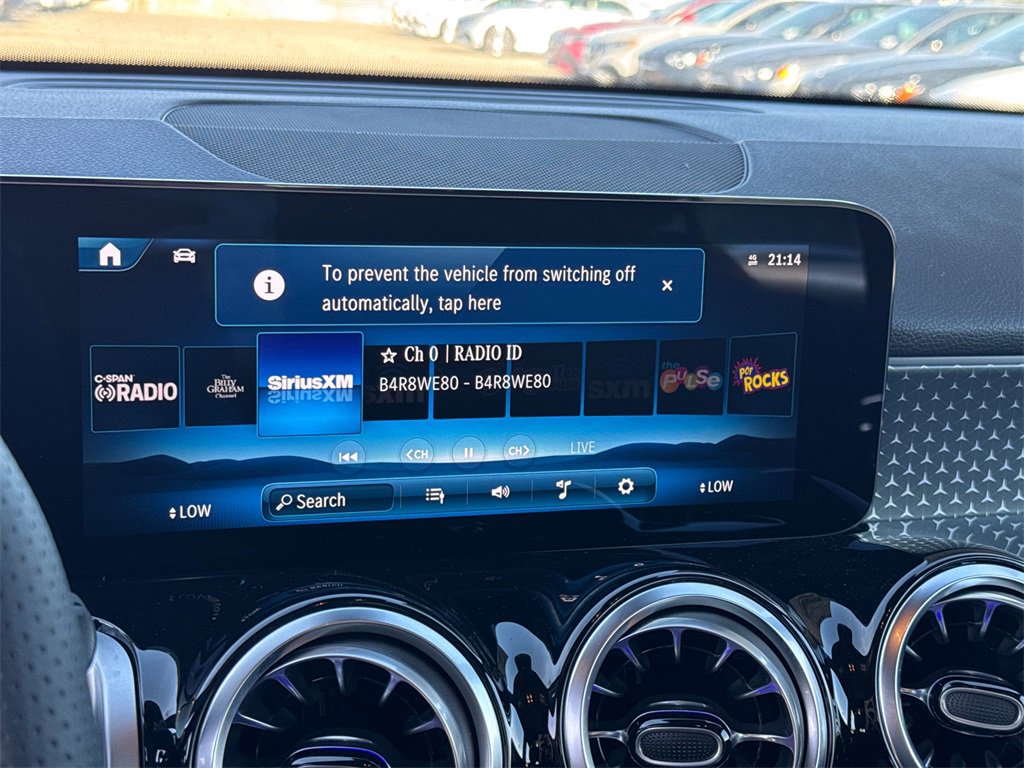 To prevent the vehicle from switching off
automatically, tap here
4G
21:14
C-SPAN
RADIO
The
BILLY
GRAHAM
Channel
SiriusXM
☆ Ch 0 | RADIO ID
B4R8WE80 - B4R8WE80
sxm
the
PULSE
POP
ROCKS
<CH
CH>
LIVE
LOW
Search
LOW